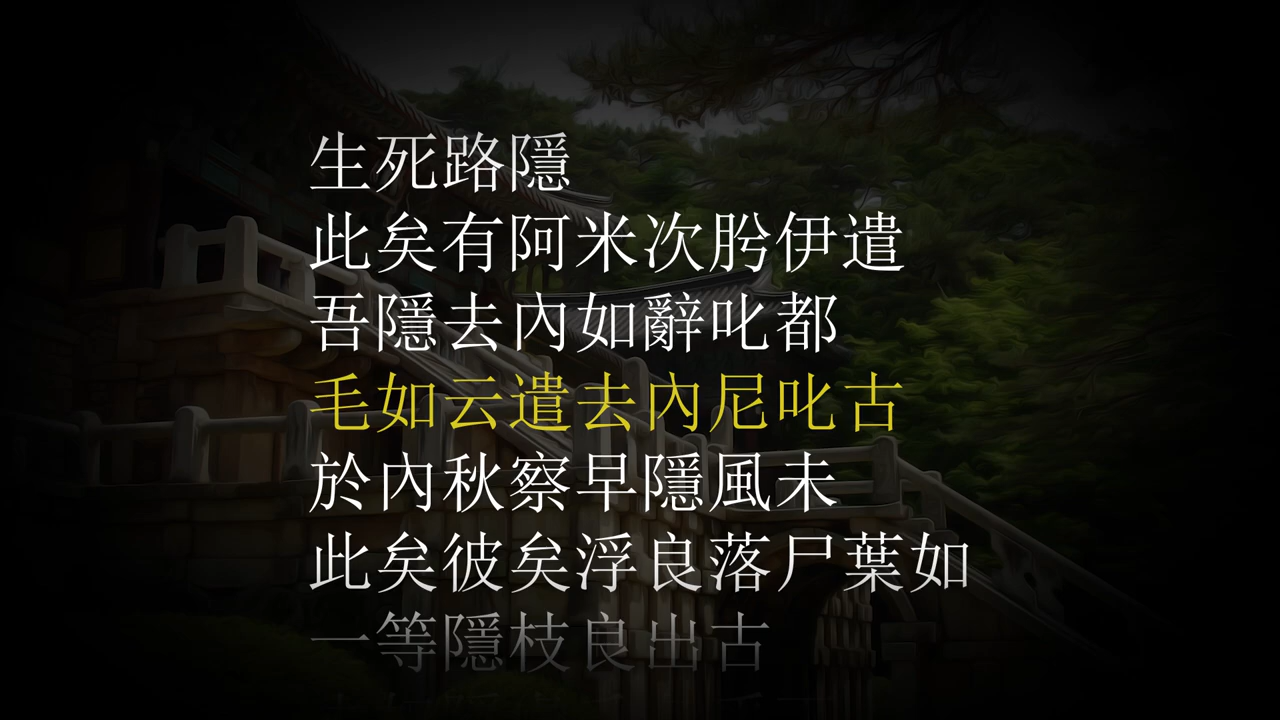 生死路隱
此矣有阿米次肹伊遣
吾隱去內如辭叱都
毛如云遣去內尼叱古
於內秋察早隱風未
此矣彼矣浮良落尸葉如
一等隱枝良出古